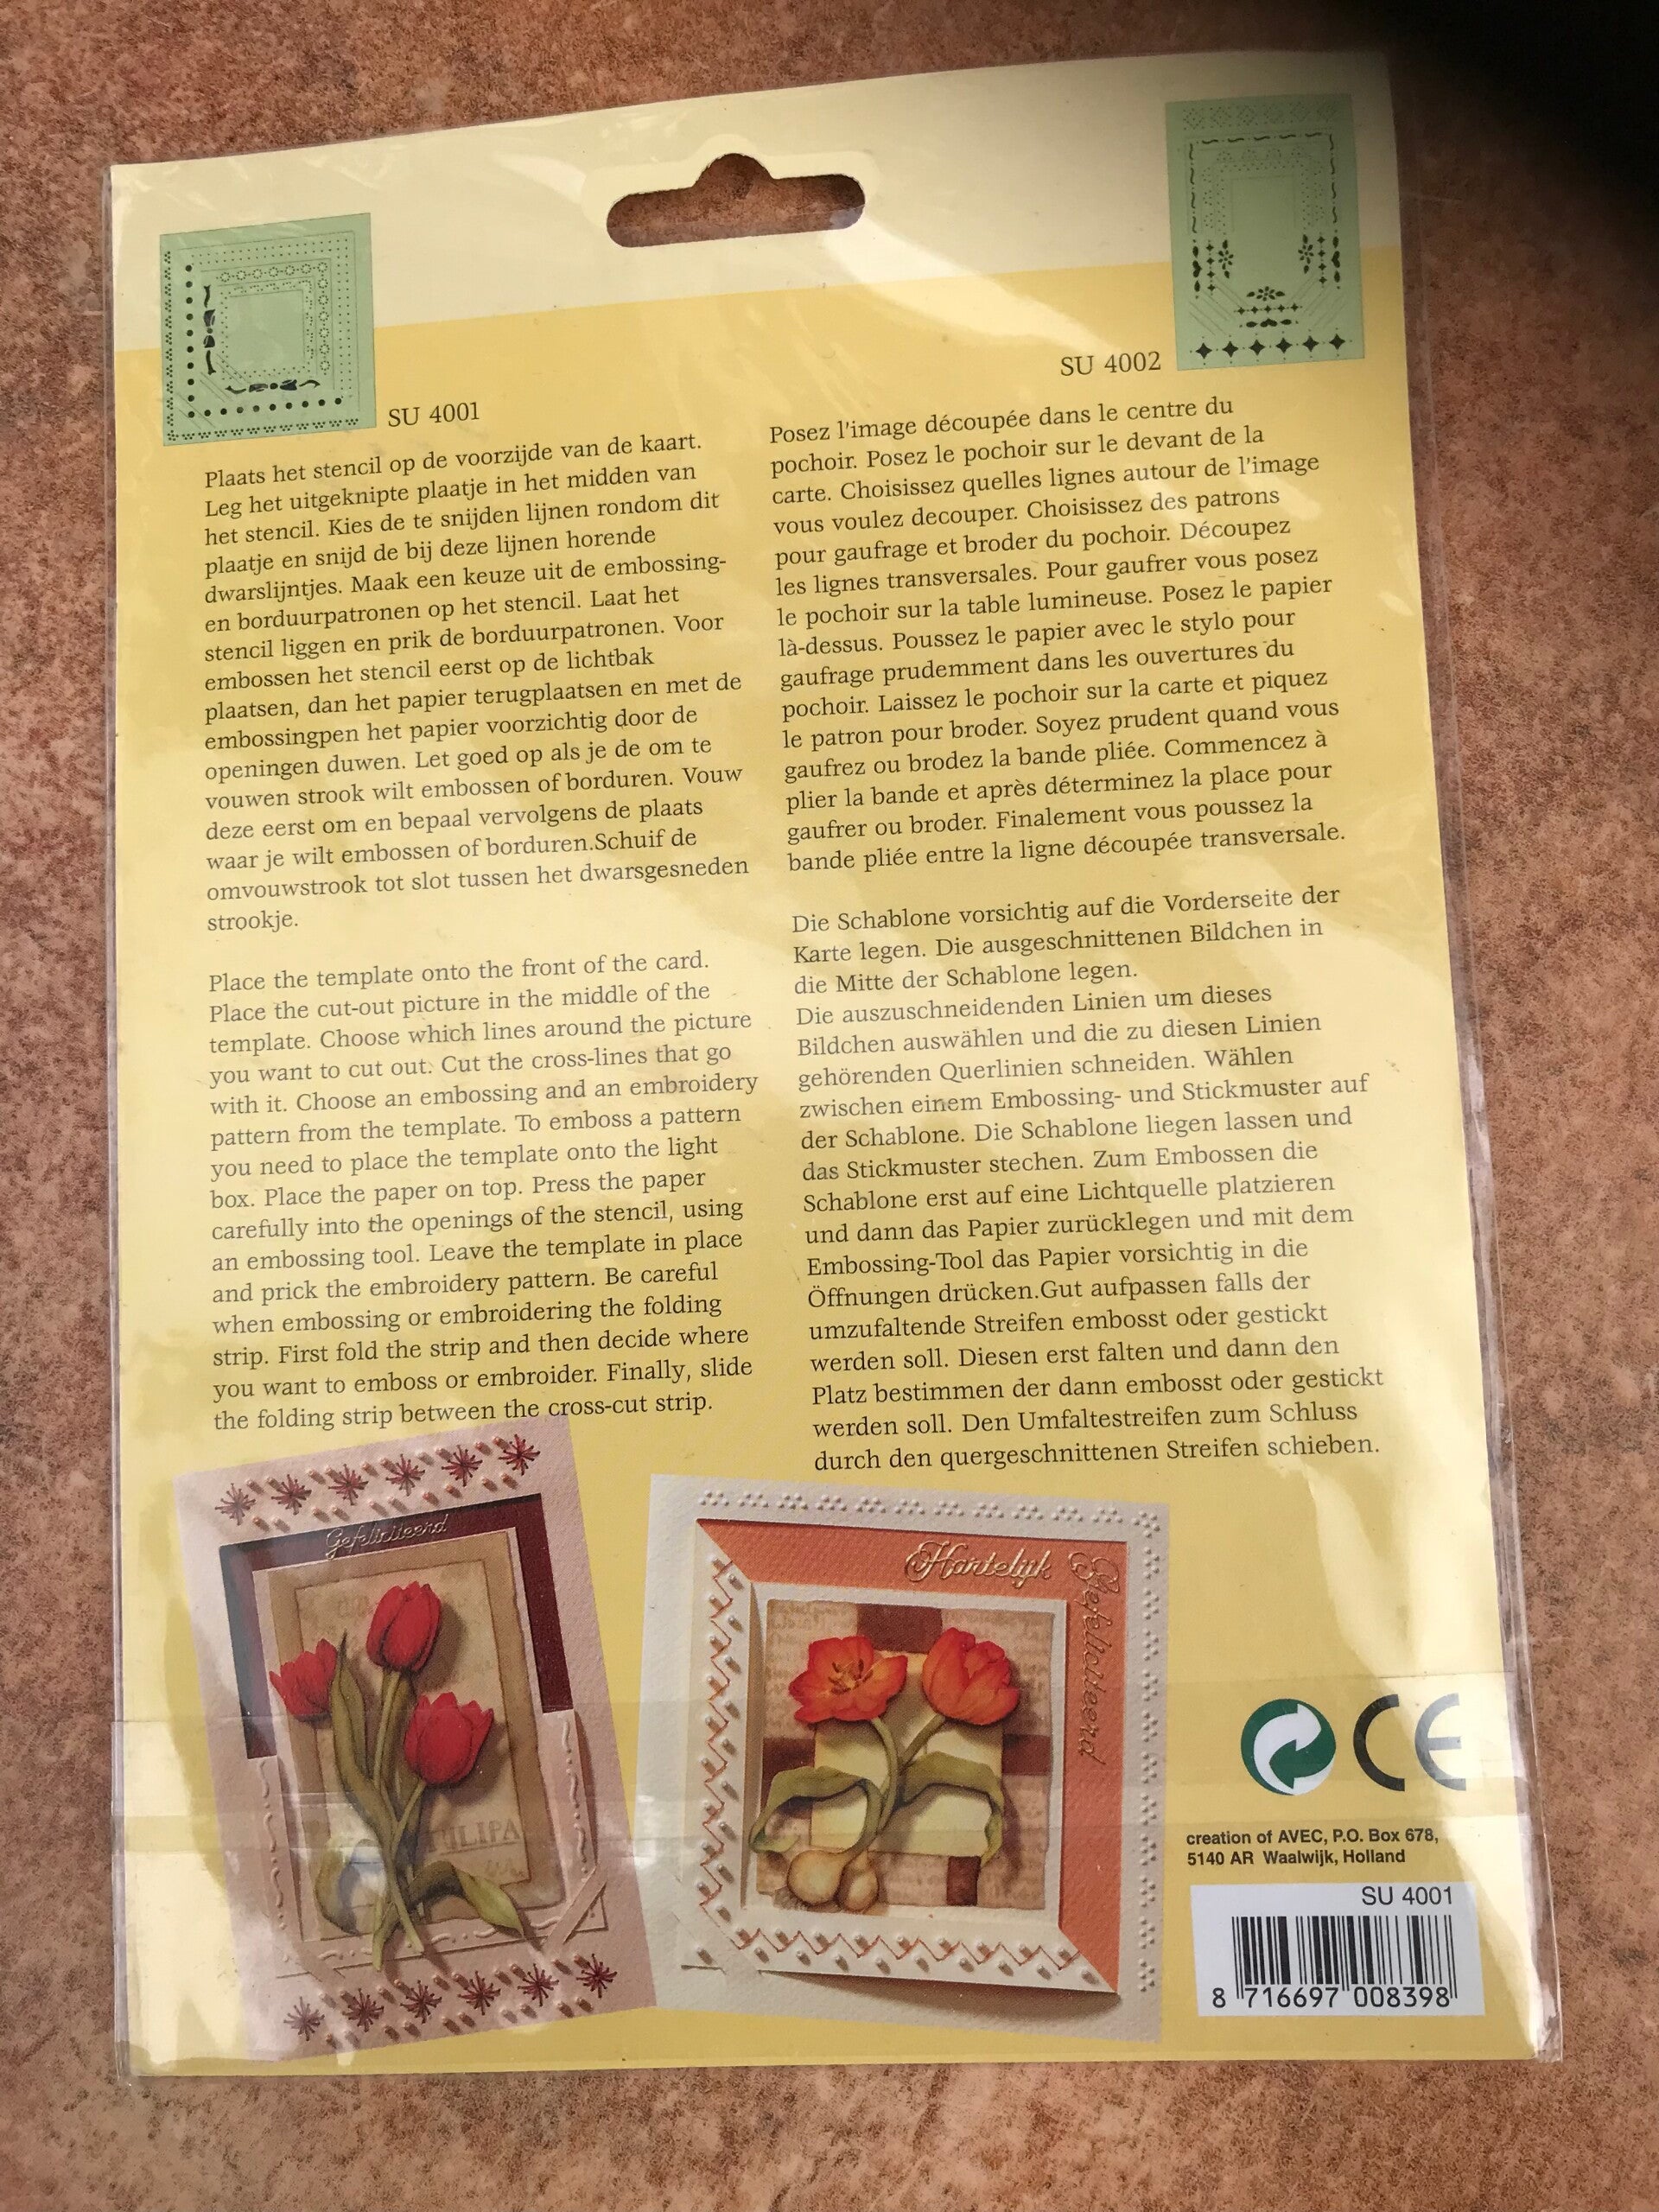 SU 4001
Plaats het stencil op de voorzijde van de kaart.
Leg het uitgeknipte plaatje in het midden van
het stencil. Kies de te snijden lijnen rondom dit
plaatje en snijd de bij deze lijnen horende
dwarslijntjes. Maak een keuze uit de embossing-
en borduurpatronen op het stencil. Laat het
stencil liggen en prik de borduurpatronen. Voor
embossen het stencil eerst op de lichtbak
plaatsen, dan het papier terugplaatsen en met de
embossingpen het papier voorzichtig door de
openingen duwen. Let goed op als je de om te
vouwen strook wilt embossen of borduren. Vouw
deze eerst om en bepaal vervolgens de plaats
waar je wilt embossen of borduren.Schuif de
omvouwstrook tot slot tussen het dwarsgesneden
strookje.
Place the template onto the front of the card.
Place the cut-out picture in the middle of the
template. Choose which lines around the picture
you want to cut out. Cut the cross-lines that go
with it. Choose an embossing and an embroidery
pattern from the template. To emboss a pattern
you need to place the template onto the light
box. Place the paper on top. Press the paper
carefully into the openings of the stencil, using
an embossing tool. Leave the template in place
and prick the embroidery pattern. Be careful
when embossing or embroidering the folding
strip. First fold the strip and then decide where
you want to emboss or embroider. Finally, slide
the folding strip between the cross-cut strip.
SU 4002
Posez l'image découpée dans le centre du
pochoir. Posez le pochoir sur le devant de la
carte. Choisissez quelles lignes autour de l'image
vous voulez decouper. Choisissez des patrons
pour gaufrage et broder du pochoir. Découpez
les lignes transversales. Pour gaufrer vous posez
le pochoir sur la table lumineuse. Posez le papier
là-dessus. Poussez le papier avec le stylo pour
gaufrage prudemment dans les ouvertures du
pochoir. Laissez le pochoir sur la carte et piquez
le patron pour broder. Soyez prudent quand vous
gaufrez ou brodez la bande pliée. Commencez à
plier la bande et après déterminez la place pour
gaufrer ou broder. Finalement vous poussez la
bande pliée entre la ligne découpée transversale.
Die Schablone vorsichtig auf die Vorderseite der
Karte legen. Die ausgeschnittenen Bildchen in
die Mitte der Schablone legen.
Die auszuschneidenden Linien um dieses
Bildchen auswählen und die zu diesen Linien
gehörenden Querlinien schneiden. Wählen
zwischen einem Embossing- und Stickmuster auf
der Schablone. Die Schablone liegen lassen und
das Stickmuster stechen. Zum Embossen die
Schablone erst auf eine Lichtquelle platzieren
und dann das Papier zurücklegen und mit dem
Embossing-Tool das Papier vorsichtig in die
Öffnungen drücken.Gut aufpassen falls der
umzufaltende Streifen embosst oder gestickt
werden soll. Diesen erst falten und dann den
Platz bestimmen der dann embosst oder gestickt
werden soll. Den Umfaltestreifen zum Schluss
durch den quergeschnittenen Streifen schieben.
Gefeliciteerd
TULIPA
Hartelijk
Gefeliciteerd
CE
creation of AVEC, P.O. Box 678,
5140 AR Waalwijk, Holland
SU 4001
8 716697 008398